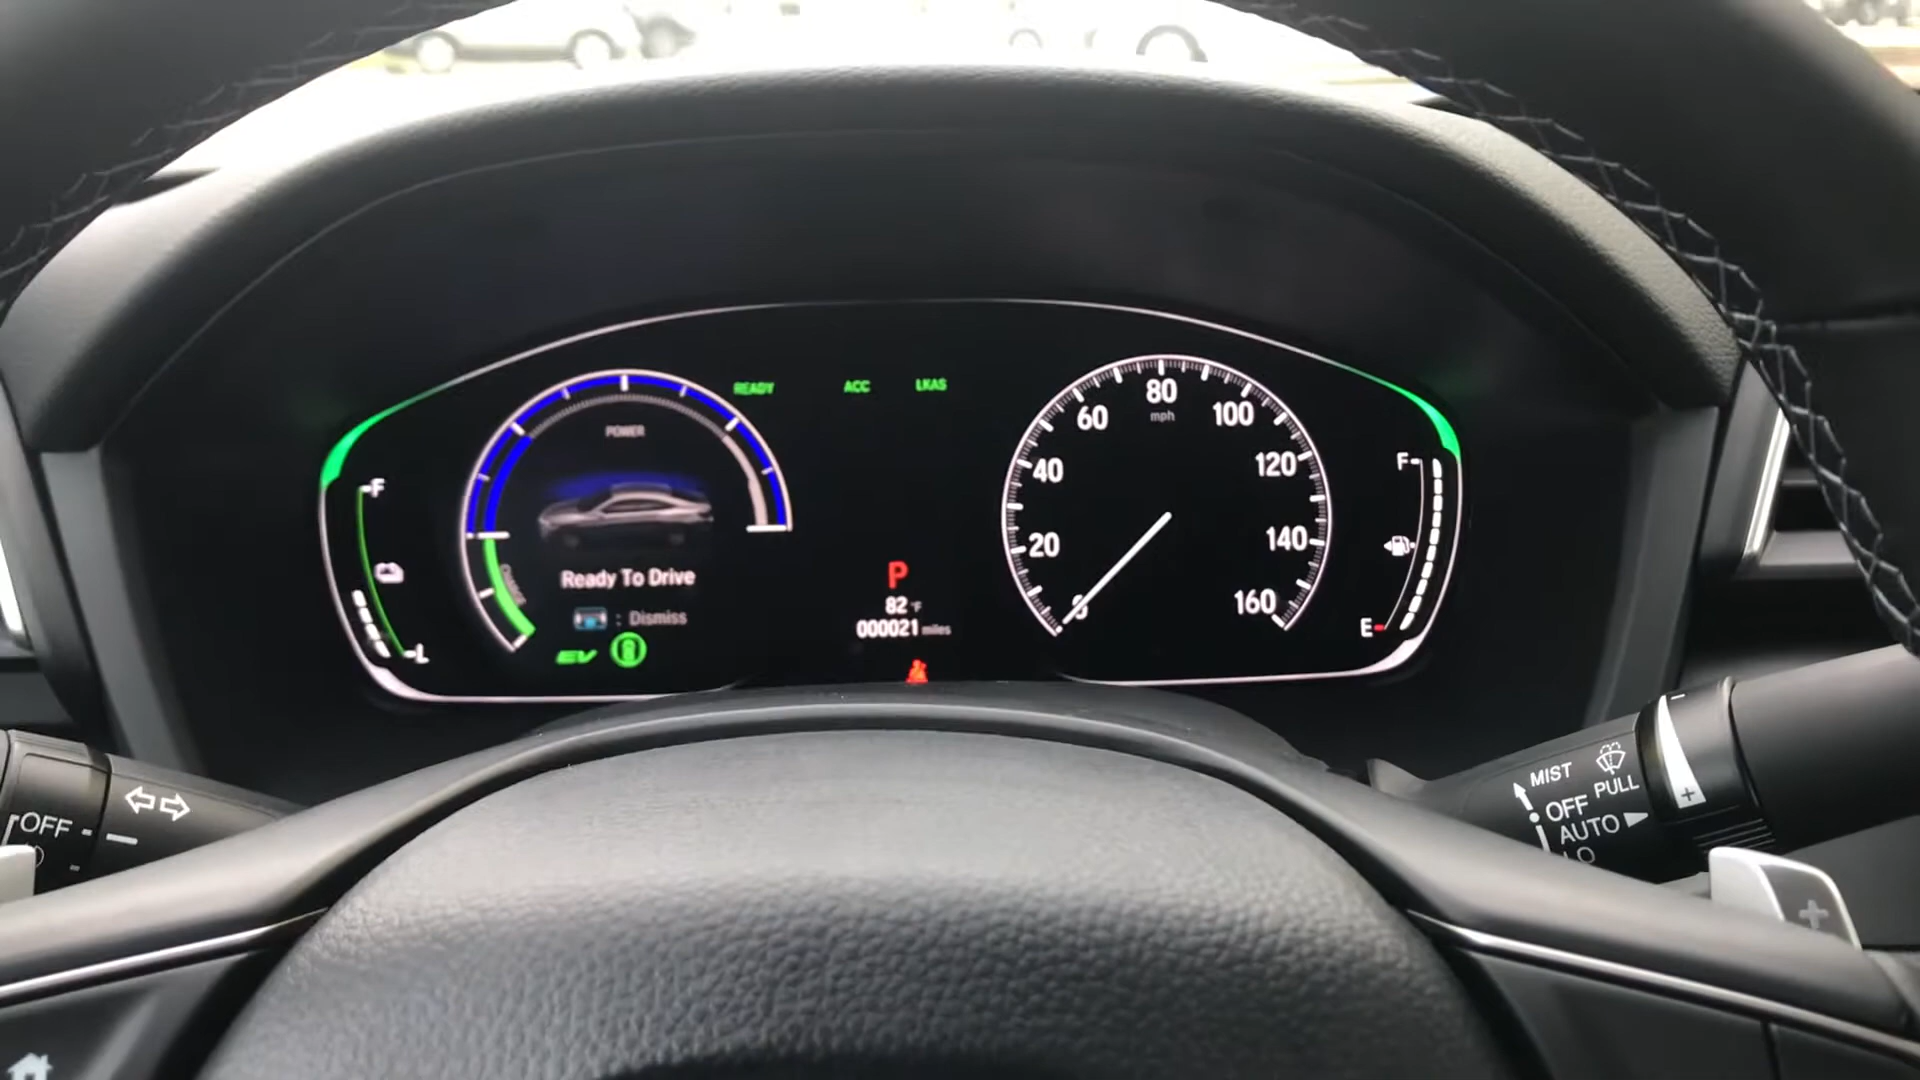 READY ACC LKAS
POWER
F
L
CHARGE
Ready To Drive
: Dismiss
EV
P
82 °F
000021 miles
0
20
40
60
80
100
120
140
160
mph
F
E
OFF
MIST
PULL
OFF
AUTO
LO